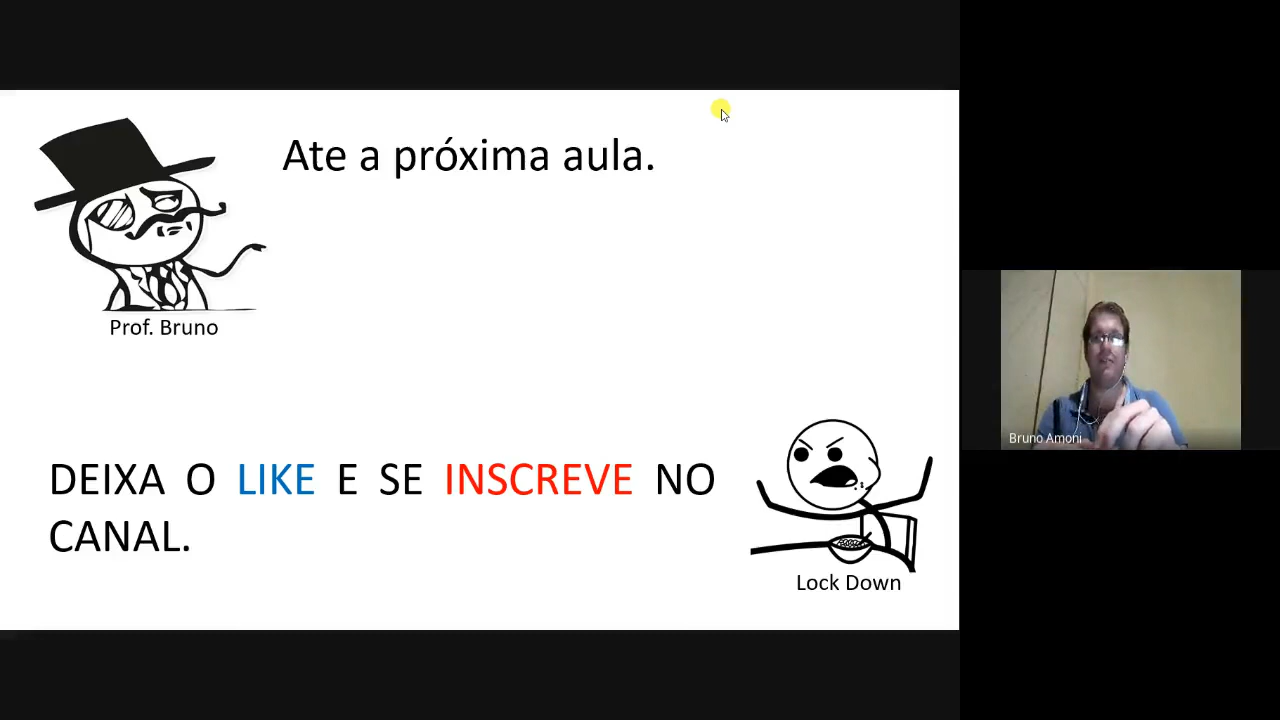 Ate a próxima aula.
Prof. Bruno
Bruno Amoni
DEIXA O LIKE E SE INSCREVE NO
CANAL.
Lock Down